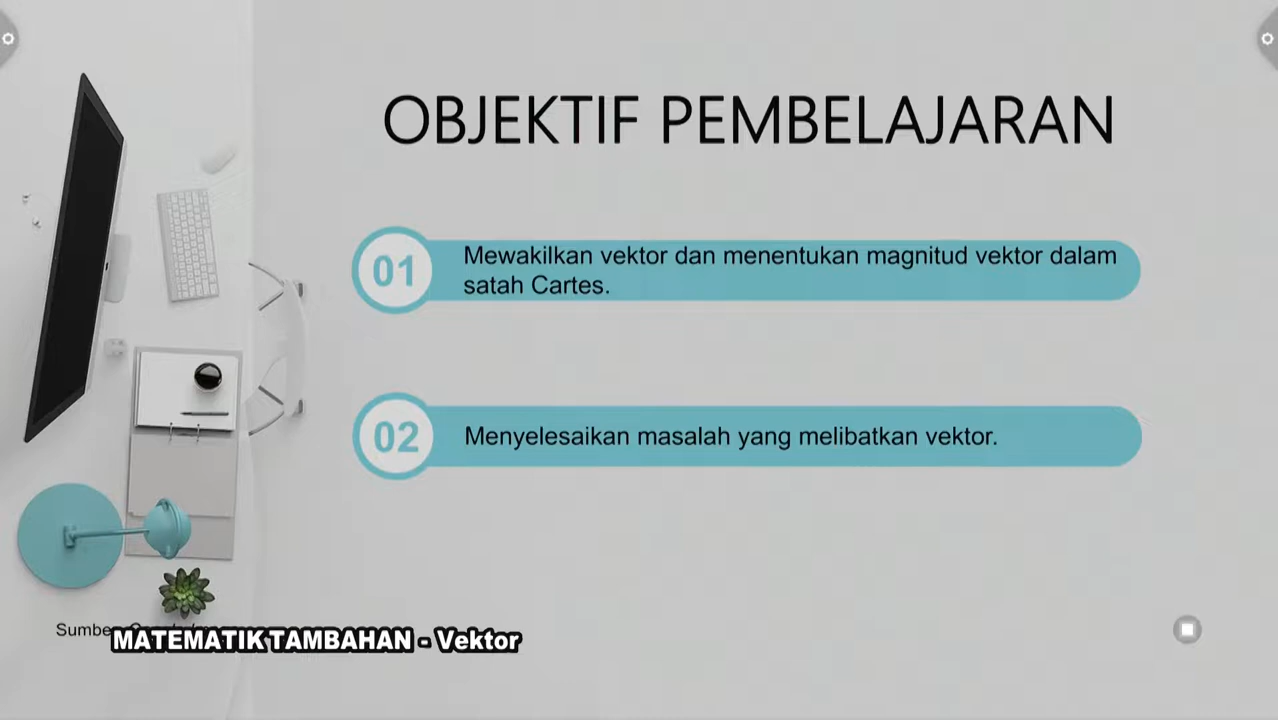 OBJEKTIF PEMBELAJARAN
01
Mewakilkan vektor dan menentukan magnitud vektor dalam
satah Cartes.
02
Menyelesaikan masalah yang melibatkan vektor.
MATEMATIK TAMBAHAN - Vektor